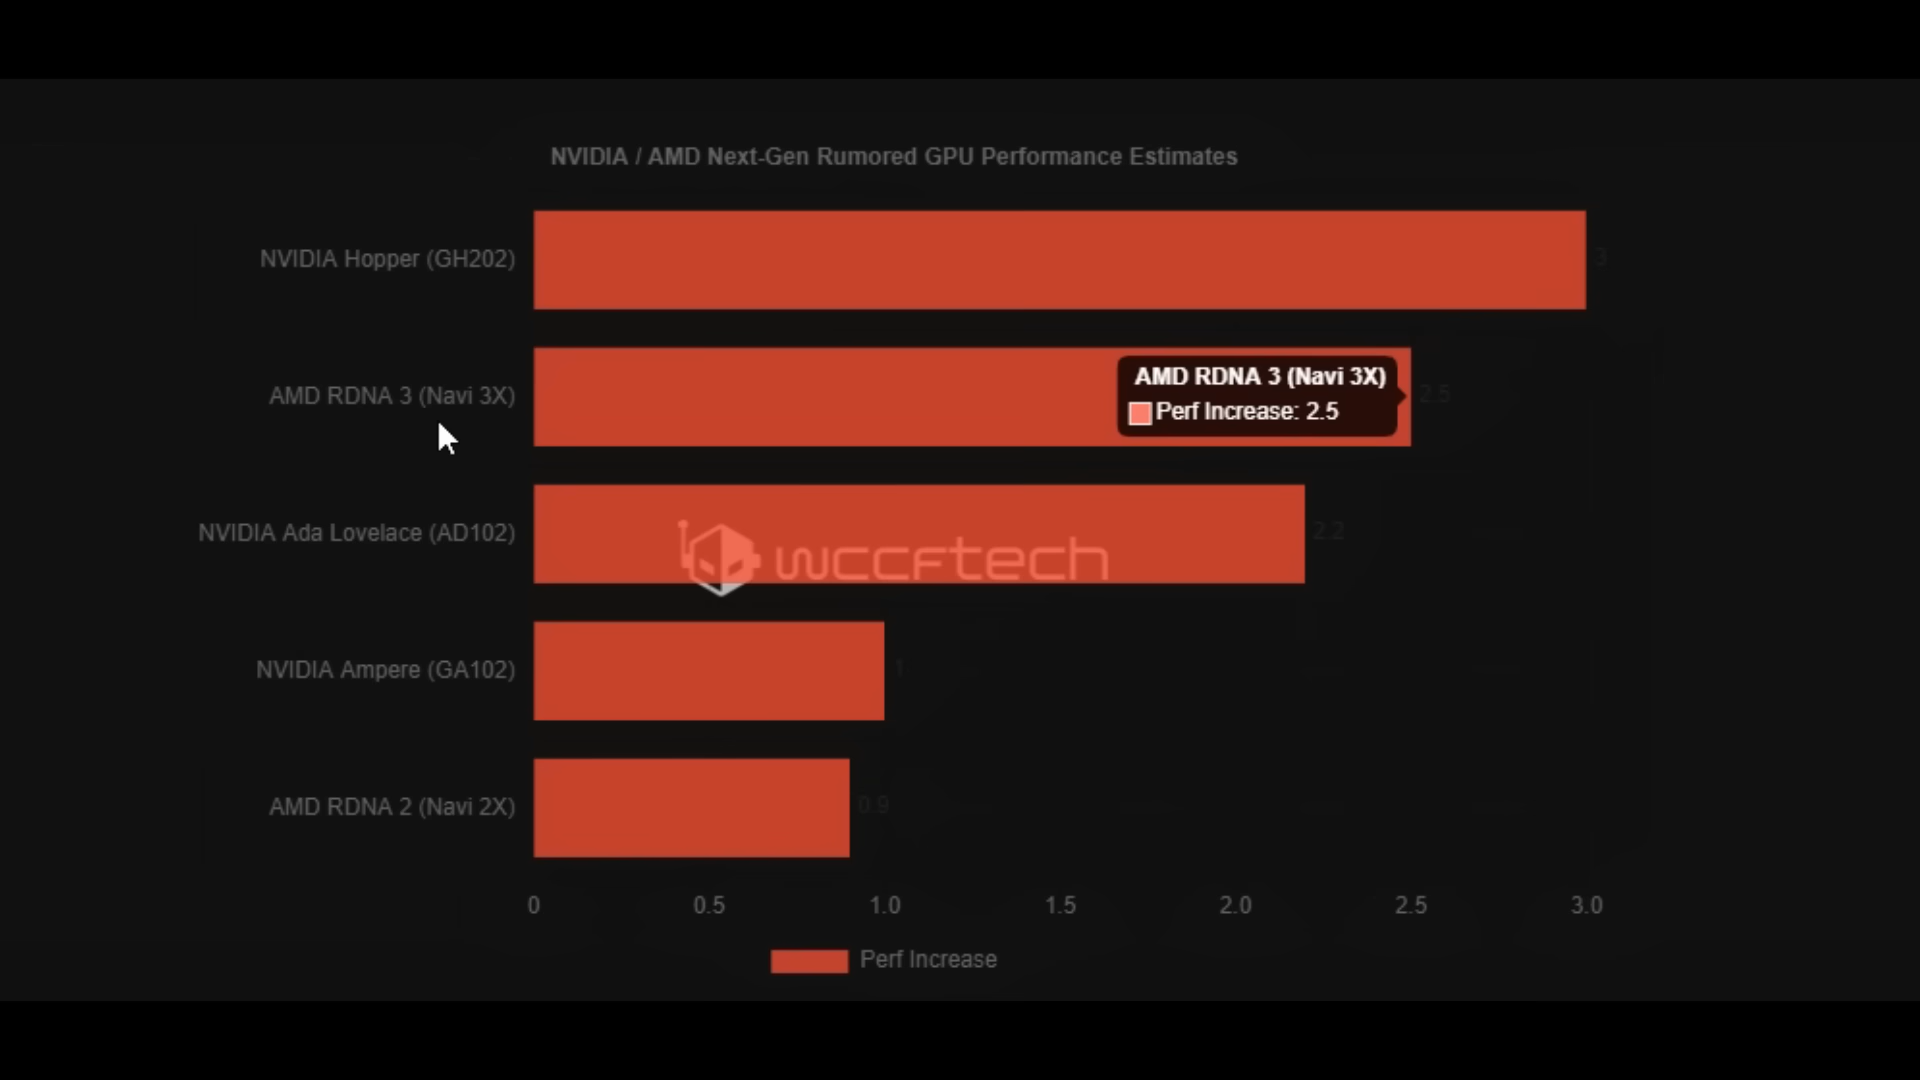 NVIDIA / AMD Next-Gen Rumored GPU Performance Estimates
NVIDIA Hopper (GH202)
3
AMD RDNA 3 (Navi 3X)
AMD RDNA 3 (Navi 3X)
Perf Increase: 2.5
2.5
NVIDIA Ada Lovelace (AD102)
2.2
wccftech
NVIDIA Ampere (GA102)
1
AMD RDNA 2 (Navi 2X)
0.9
0 0.5 1.0 1.5 2.0 2.5 3.0
Perf Increase